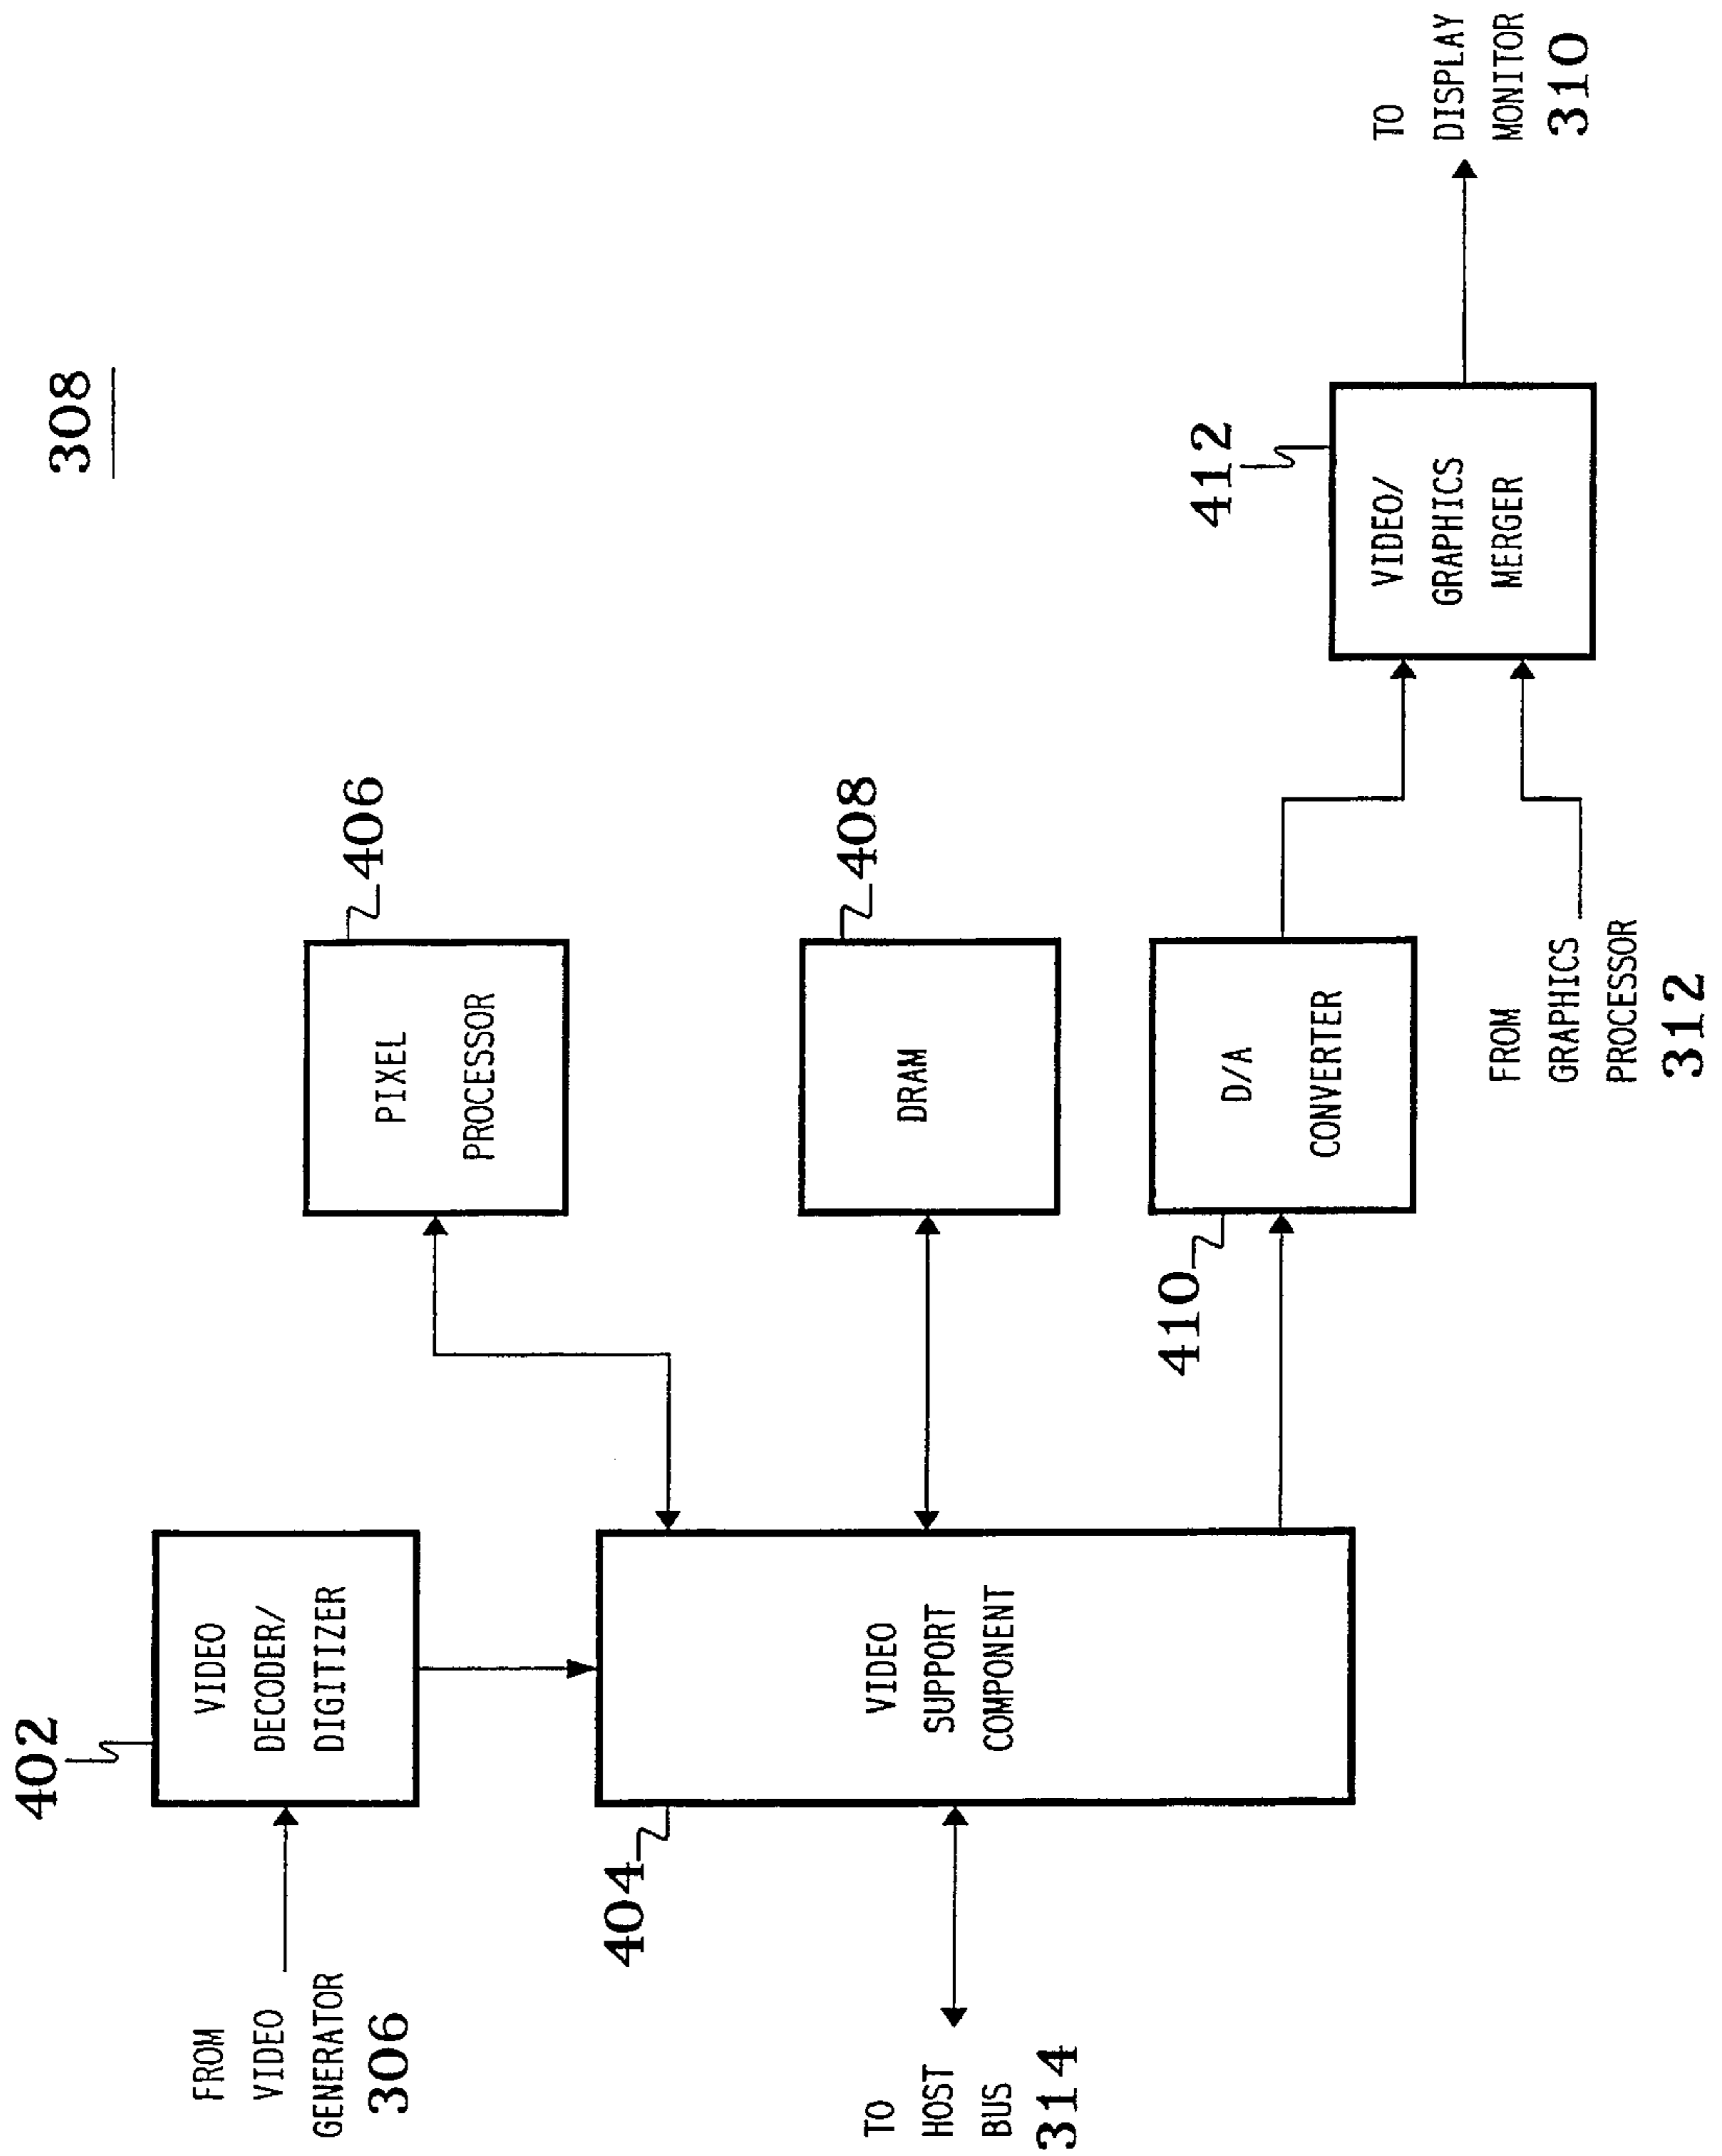 308
402
FROM
VIDEO
GENERATOR
306
VIDEO
DECODER/
DIGITIZER
PIXEL
PROCESSOR
406
404
TO
HOST
BUS
314
VIDEO
SUPPORT
COMPONENT
DRAM
408
410
D/A
CONVERTER
412
VIDEO/
GRAPHICS
MERGER
FROM
GRAPHICS
PROCESSOR
312
TO
DISPLAY
MONITOR
310